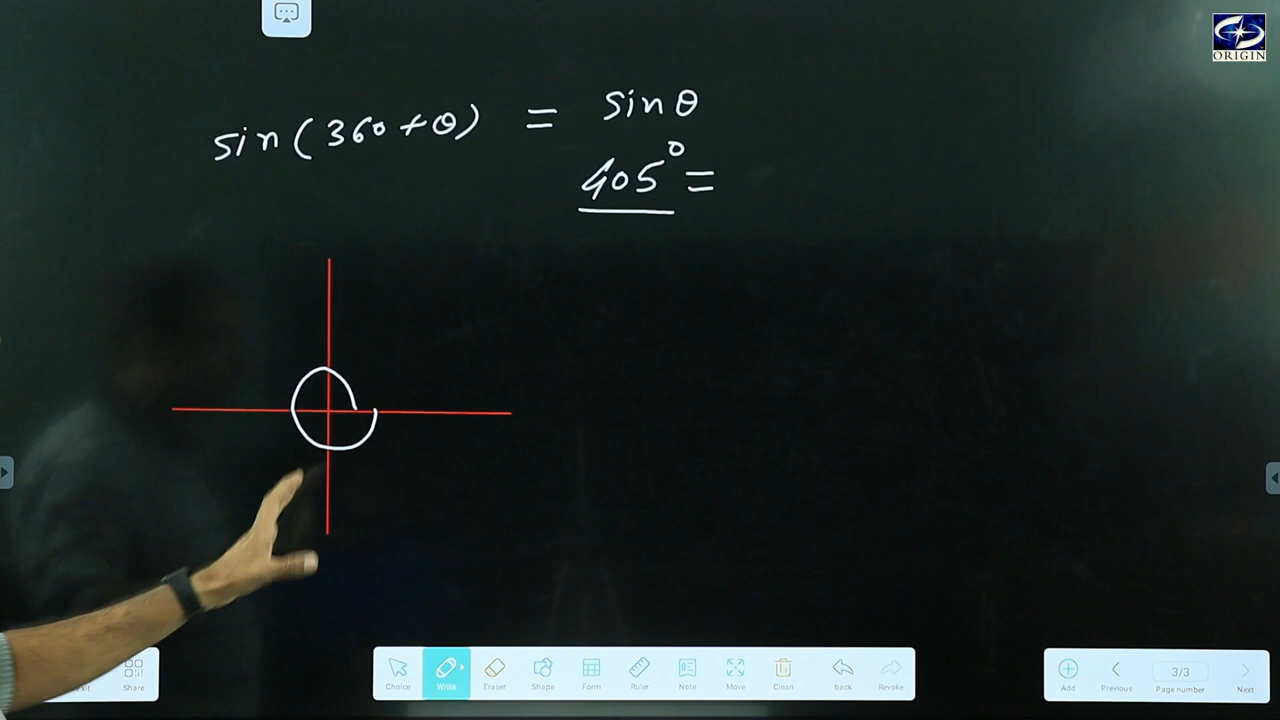 ORIGIN
sin(360+θ) = sinθ
405° =
Share
Choice
Write
Eraser
Shape
Form
Ruler
Note
Move
Clean
back
Revoke
Add
Previous
3/3
Page number
Next